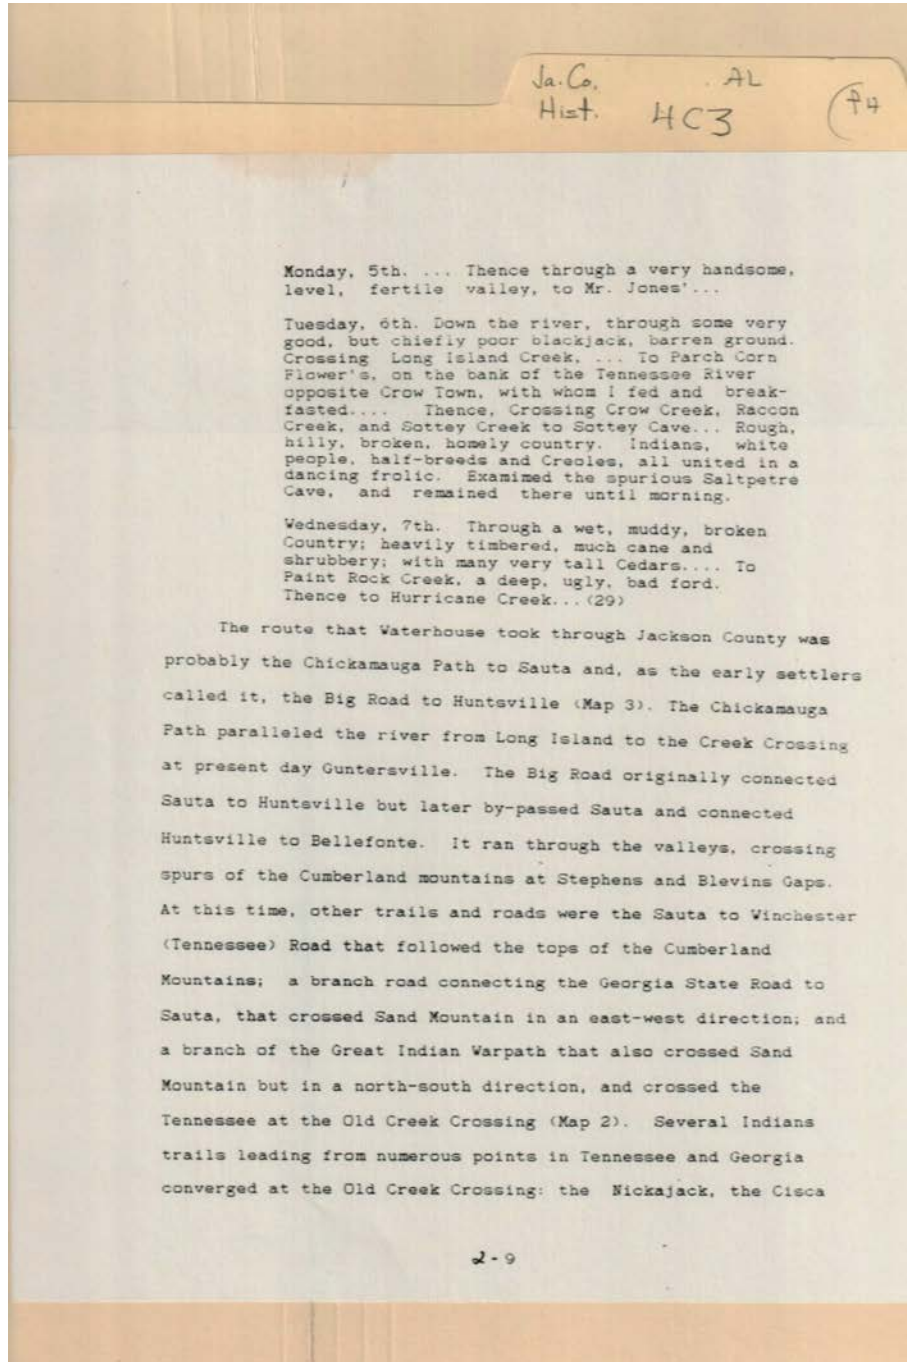 Ja.Co. AL
Hist. 4C3 P4
Monday, 5th. ... Thence through a very handsome,
level, fertile valley, to Mr. Jones'...
Tuesday, 6th. Down the river, through some very
good, but chiefly poor blackjack, barren ground.
Crossing Long Island Creek, ... To Parch Corn
Flower's, on the bank of the Tennessee River
opposite Crow Town, with whom I fed and break-
fasted.... Thence, Crossing Crow Creek, Raccon
Creek, and Sottey Creek to Sottey Cave... Rough,
hilly, broken, homely country. Indians, white
people, half-breeds and Creoles, all united in a
dancing frolic. Examined the spurious Saltpetre
Cave, and remained there until morning.
Wednesday, 7th. Through a wet, muddy, broken
Country; heavily timbered, much cane and
shrubbery; with many very tall Cedars.... To
Paint Rock Creek, a deep, ugly, bad ford.
Thence to Hurricane Creek...(29)
The route that Waterhouse took through Jackson County was
probably the Chickamauga Path to Sauta and, as the early settlers
called it, the Big Road to Huntsville (Map 3). The Chickamauga
Path paralleled the river from Long Island to the Creek Crossing
at present day Guntersville. The Big Road originally connected
Sauta to Huntsville but later by-passed Sauta and connected
Huntsville to Bellefonte. It ran through the valleys, crossing
spurs of the Cumberland mountains at Stephens and Blevins Gaps.
At this time, other trails and roads were the Sauta to Winchester
(Tennessee) Road that followed the tops of the Cumberland
Mountains; a branch road connecting the Georgia State Road to
Sauta, that crossed Sand Mountain in an east-west direction; and
a branch of the Great Indian Warpath that also crossed Sand
Mountain but in a north-south direction, and crossed the
Tennessee at the Old Creek Crossing (Map 2). Several Indians
trails leading from numerous points in Tennessee and Georgia
converged at the Old Creek Crossing: the Nickajack, the Cisca
2-9